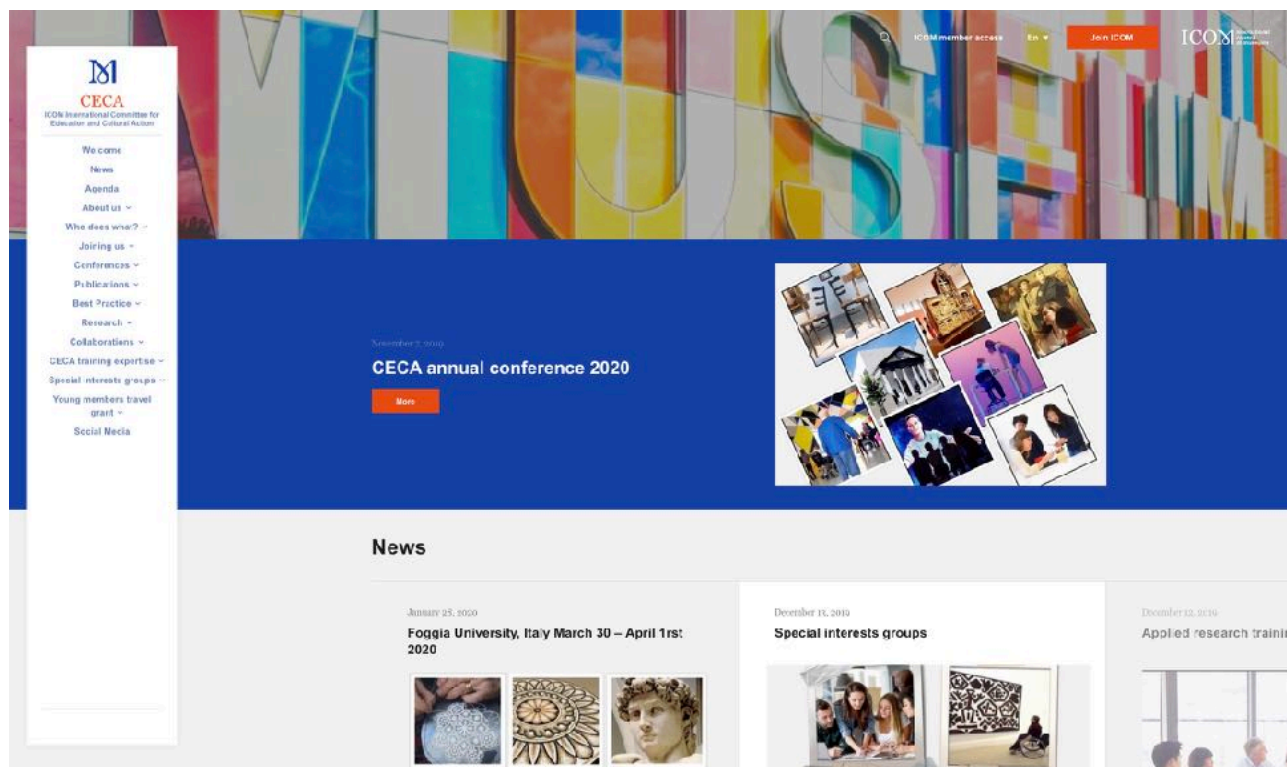 MUSEUM
ICOM member access
En
Join ICOM
ICOM
CECA
ICOM International Committee for
Education and Cultural Action
Welcome
News
Agenda
About us
Who does what?
Joining us
Conferences
Publications
Best Practice
Research
Collaborations
CECA training expertise
Special interests groups
Young members travel
grant
Social Media
November 7, 2019
CECA annual conference 2020
More
News
January 25, 2020
Foggia University, Italy March 30 – April 1rst
2020
December 13, 2019
Special interests groups
December 12, 2019
Applied research trainin